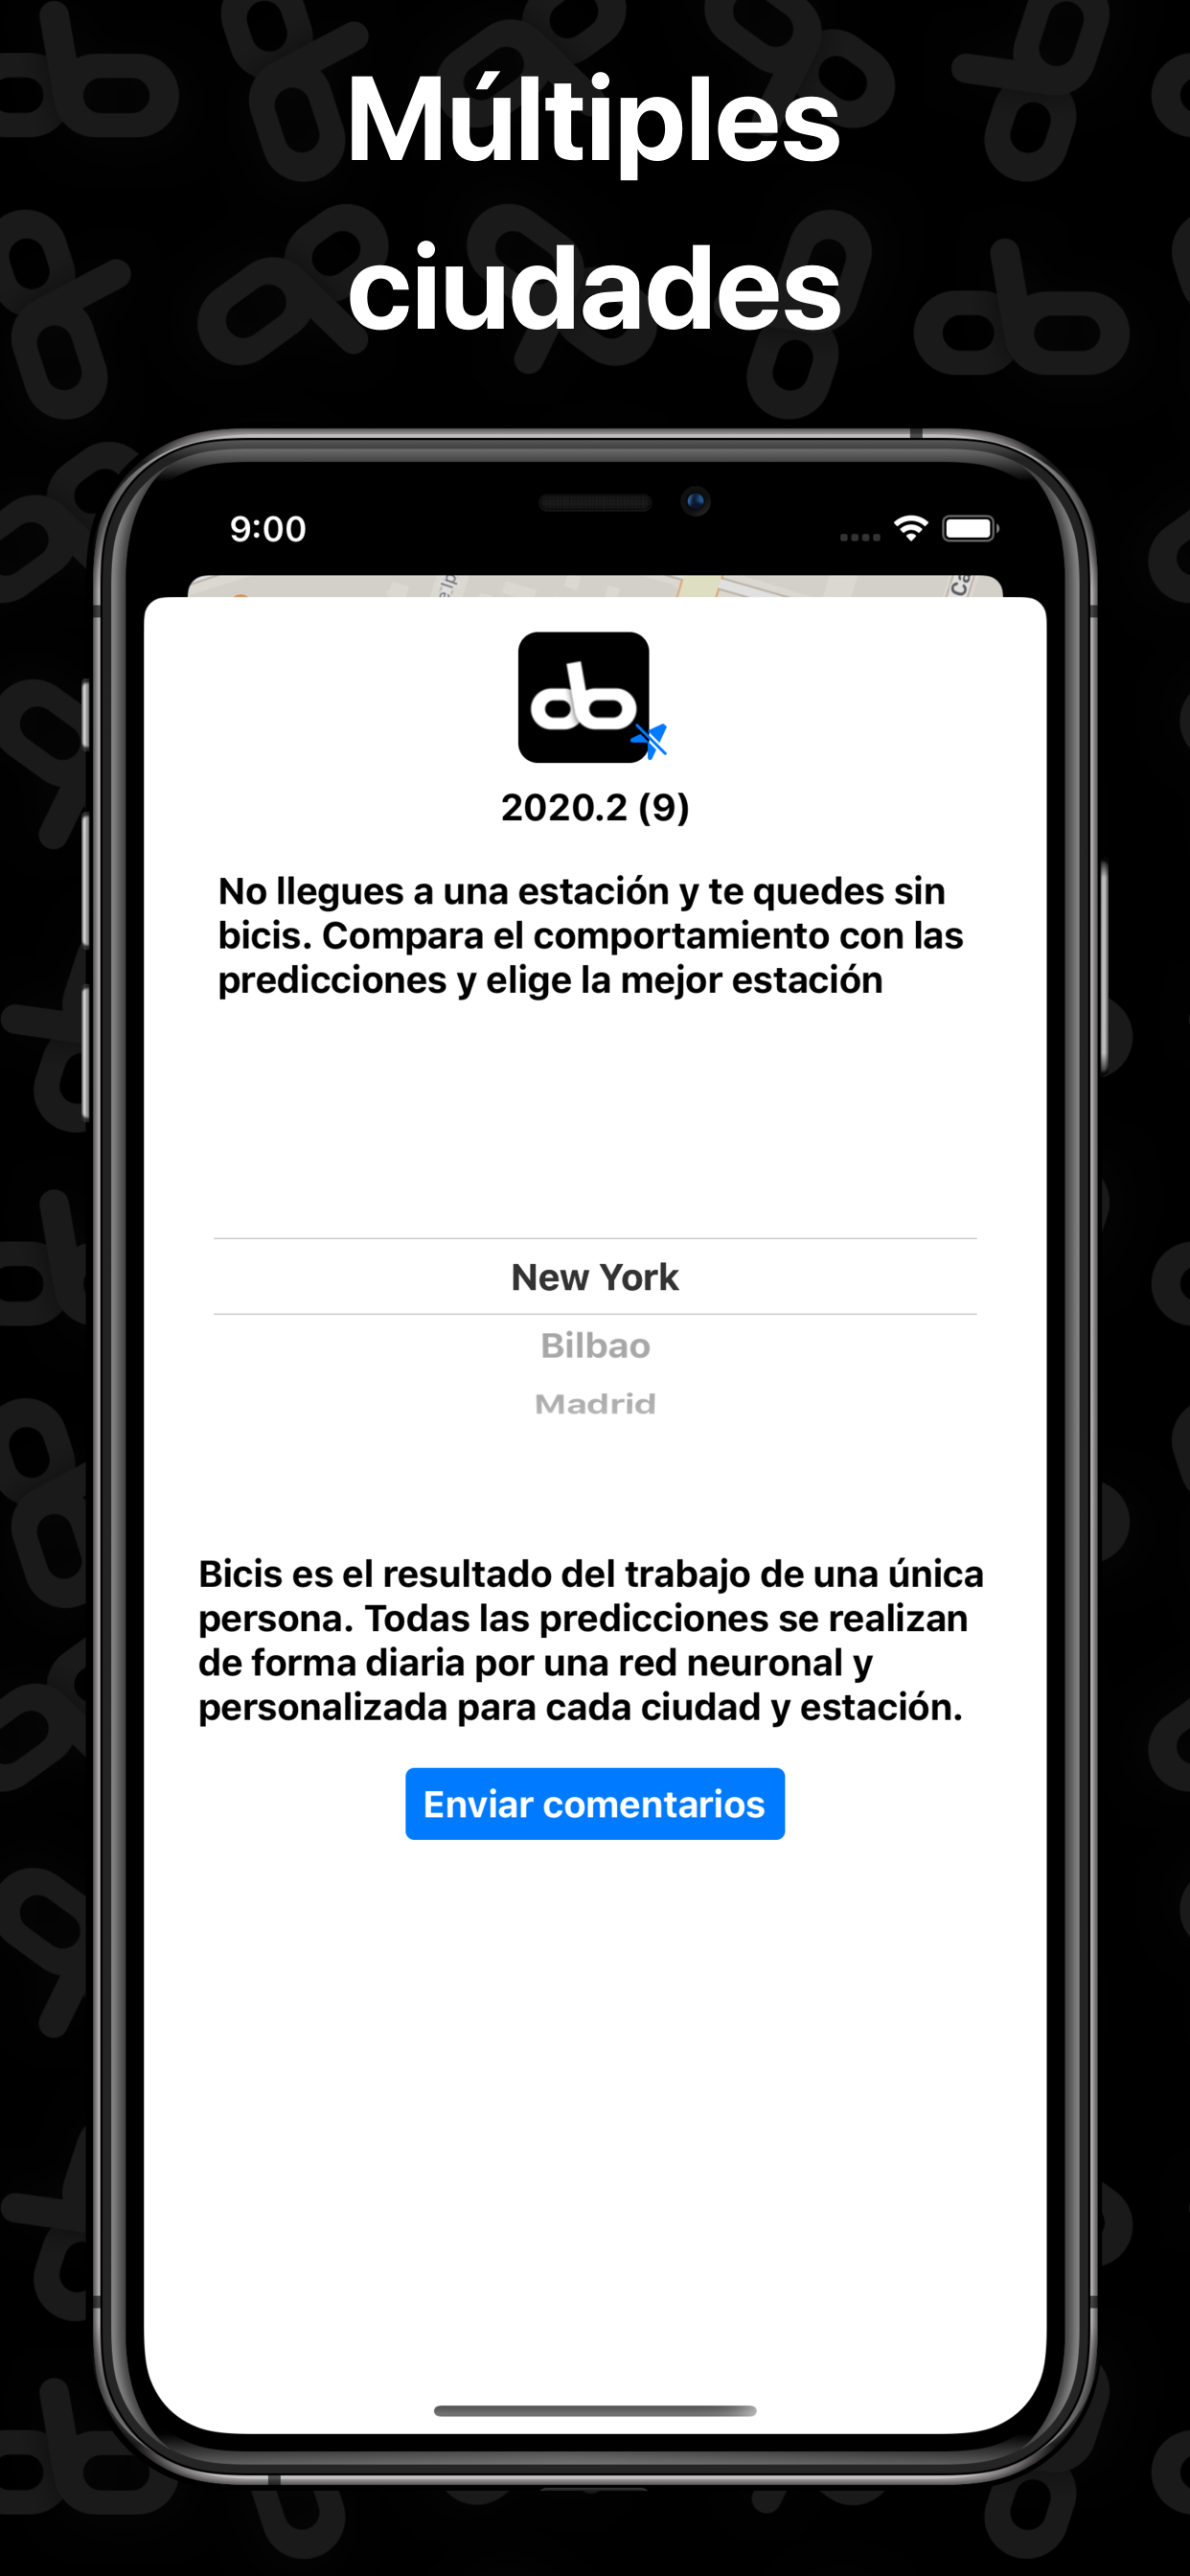 Múltiples
ciudades
9:00
2020.2 (9)
No llegues a una estación y te quedes sin
bicis. Compara el comportamiento con las
predicciones y elige la mejor estación
New York
Bilbao
Madrid
Bicis es el resultado del trabajo de una única
persona. Todas las predicciones se realizan
de forma diaria por una red neuronal y
personalizada para cada ciudad y estación.
Enviar comentarios